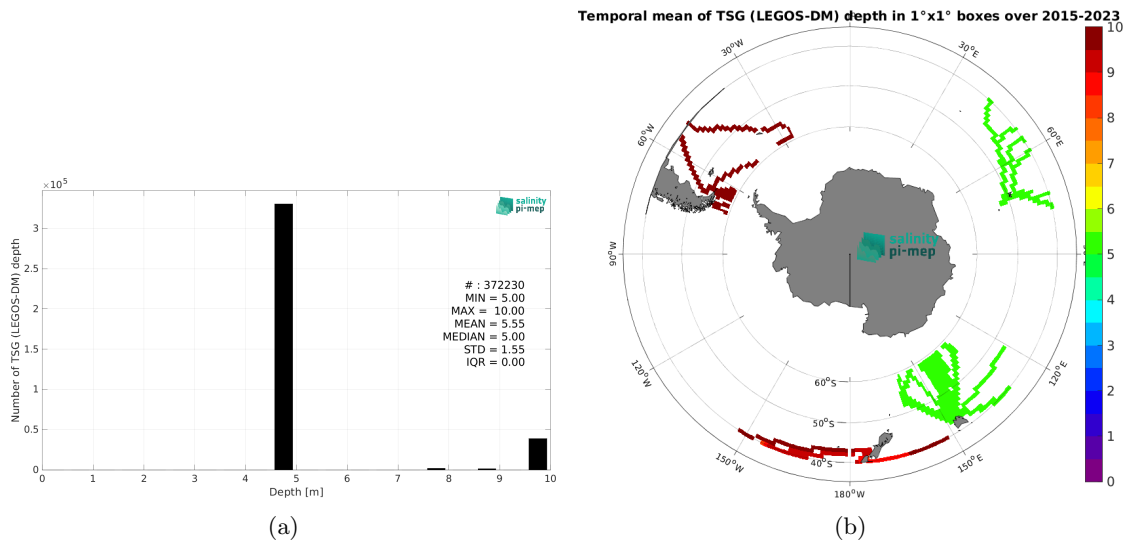 ×10⁵
3
2.5
2
1.5
1
0.5
0
0
1
2
3
4
5
6
7
8
9
10
Number of TSG (LEGOS-DM) depth
Depth [m]
salinity
pi-mep
# : 372230
MIN = 5.00
MAX = 10.00
MEAN = 5.55
MEDIAN = 5.00
STD = 1.55
IQR = 0.00
(a)
Temporal mean of TSG (LEGOS-DM) depth in 1°x1° boxes over 2015-2023
30°W
30°E
60°W
60°E
90°W
120°W
120°E
150°W
150°E
180°W
60°S
50°S
40°S
salinity
pi-mep
10
9
8
7
6
5
4
3
2
1
0
(b)